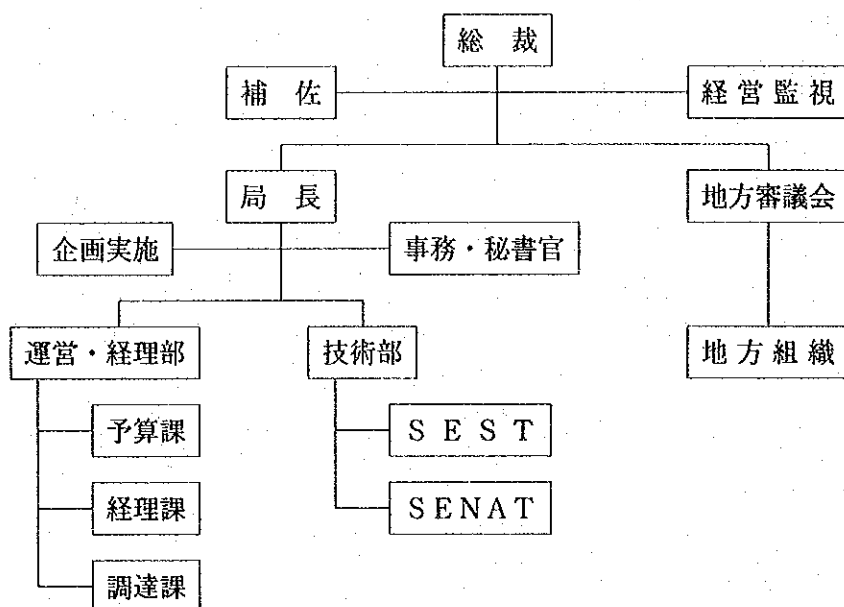 総裁
補佐
経営監視
局長
地方審議会
企画実施
事務・秘書官
運営・経理部
技術部
地方組織
予算課
SEST
経理課
SENAT
調達課